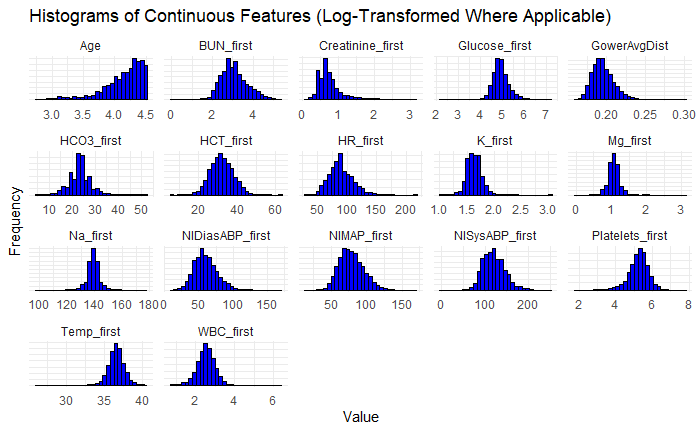 Histograms of Continuous Features (Log-Transformed Where Applicable)
Age BUN_first Creatinine_first Glucose_first GowerAvgDist
3.0 3.5 4.0 4.5 0 2 4 0 1 2 3 2 3 4 5 6 7 0.20 0.25 0.30
HCO3_first HCT_first HR_first K_first Mg_first
10 20 30 40 50 20 40 60 50 100 150 200 1.0 1.5 2.0 2.5 3.0 0 1 2 3
Frequency
Na_first NIDiasABP_first NIMAP_first NISysABP_first Platelets_first
100 120 140 160 180 0 50 100 150 50 100 150 0 100 200 2 4 6 8
Temp_first WBC_first
30 35 40 2 4 6
Value